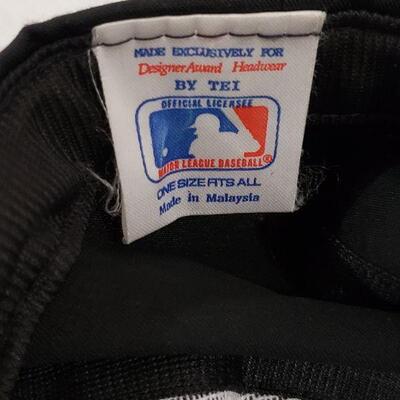 MADE EXCLUSIVELY FOR
DesignerAward Headwear
BY TEI
OFFICIAL LICENSEE
MAJOR LEAGUE BASEBALL®
ONE SIZE FITS ALL
Made in Malaysia